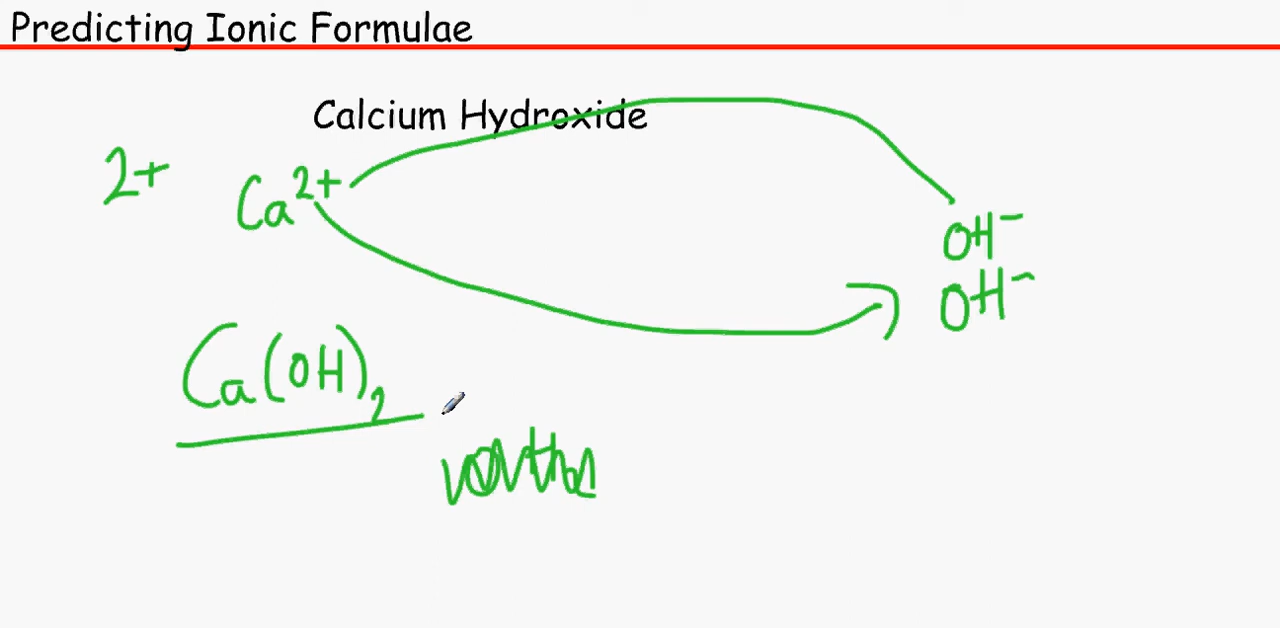 Predicting Ionic Formulae
Calcium Hydroxide
2+ Ca²⁺
OH⁻
OH⁻
Ca(OH)₂